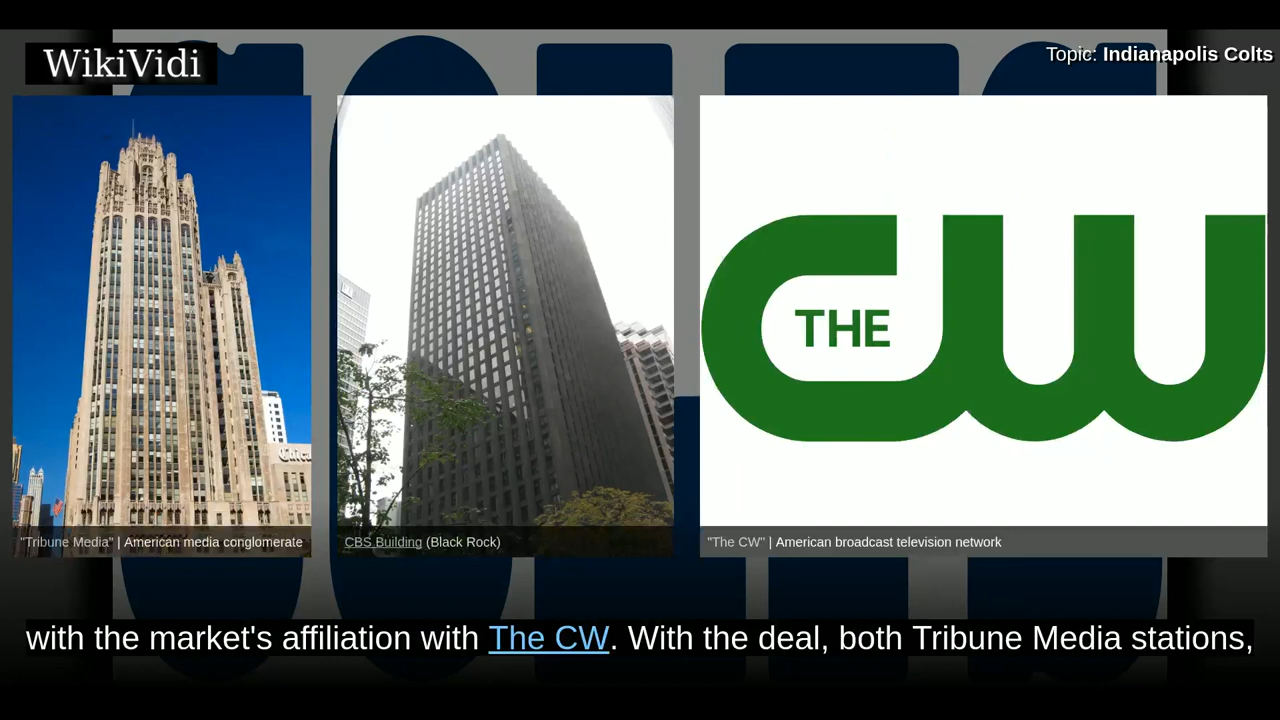 WikiVidi
Topic: Indianapolis Colts
THE
CW
"Tribune Media" | American media conglomerate
CBS Building (Black Rock)
"The CW" | American broadcast television network
with the market's affiliation with The CW. With the deal, both Tribune Media stations,